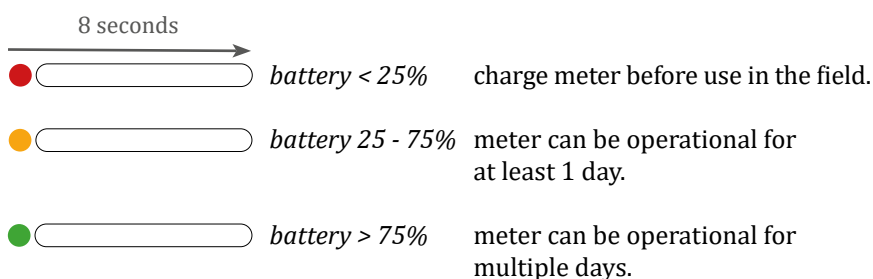 8 seconds
battery < 25% charge meter before use in the field.
battery 25 - 75% meter can be operational for
at least 1 day.
battery > 75% meter can be operational for
multiple days.